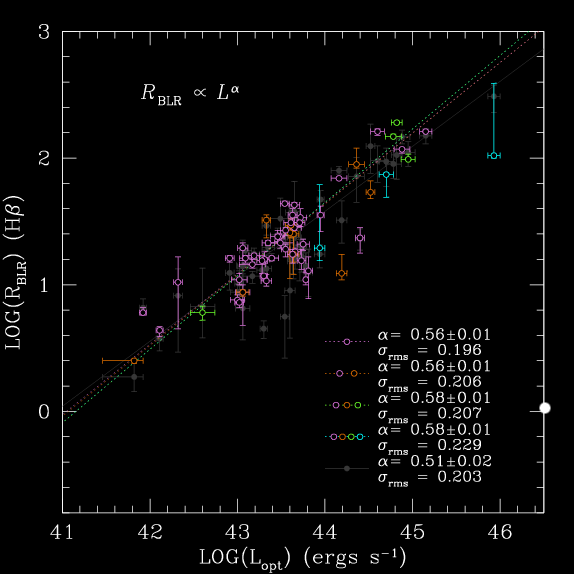 3
R_BLR ∝ L^α
2
LOG(R_BLR) (Hβ)
1
α= 0.56±0.01
σ_rms = 0.196
α= 0.56±0.01
σ_rms = 0.206
α= 0.58±0.01
σ_rms = 0.207
0
α= 0.58±0.01
σ_rms = 0.229
α= 0.51±0.02
σ_rms = 0.203
41 42 43 44 45 46
LOG(L_opt) (ergs s⁻¹)